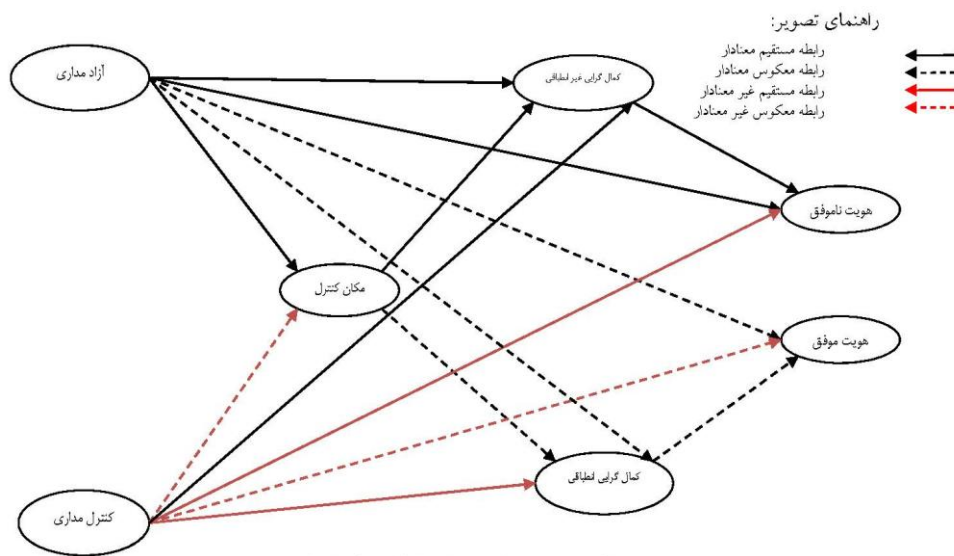 راهنمای تصویر:
رابطه مستقیم معنادار
رابطه معکوس معنادار
رابطه مستقیم غیر معنادار
رابطه معکوس غیر معنادار
آزاد مداری
کمال گرایی غیر انطباقی
هویت ناموفق
مکان کنترل
هویت موفق
کمال گرایی انطباقی
کنترل مداری